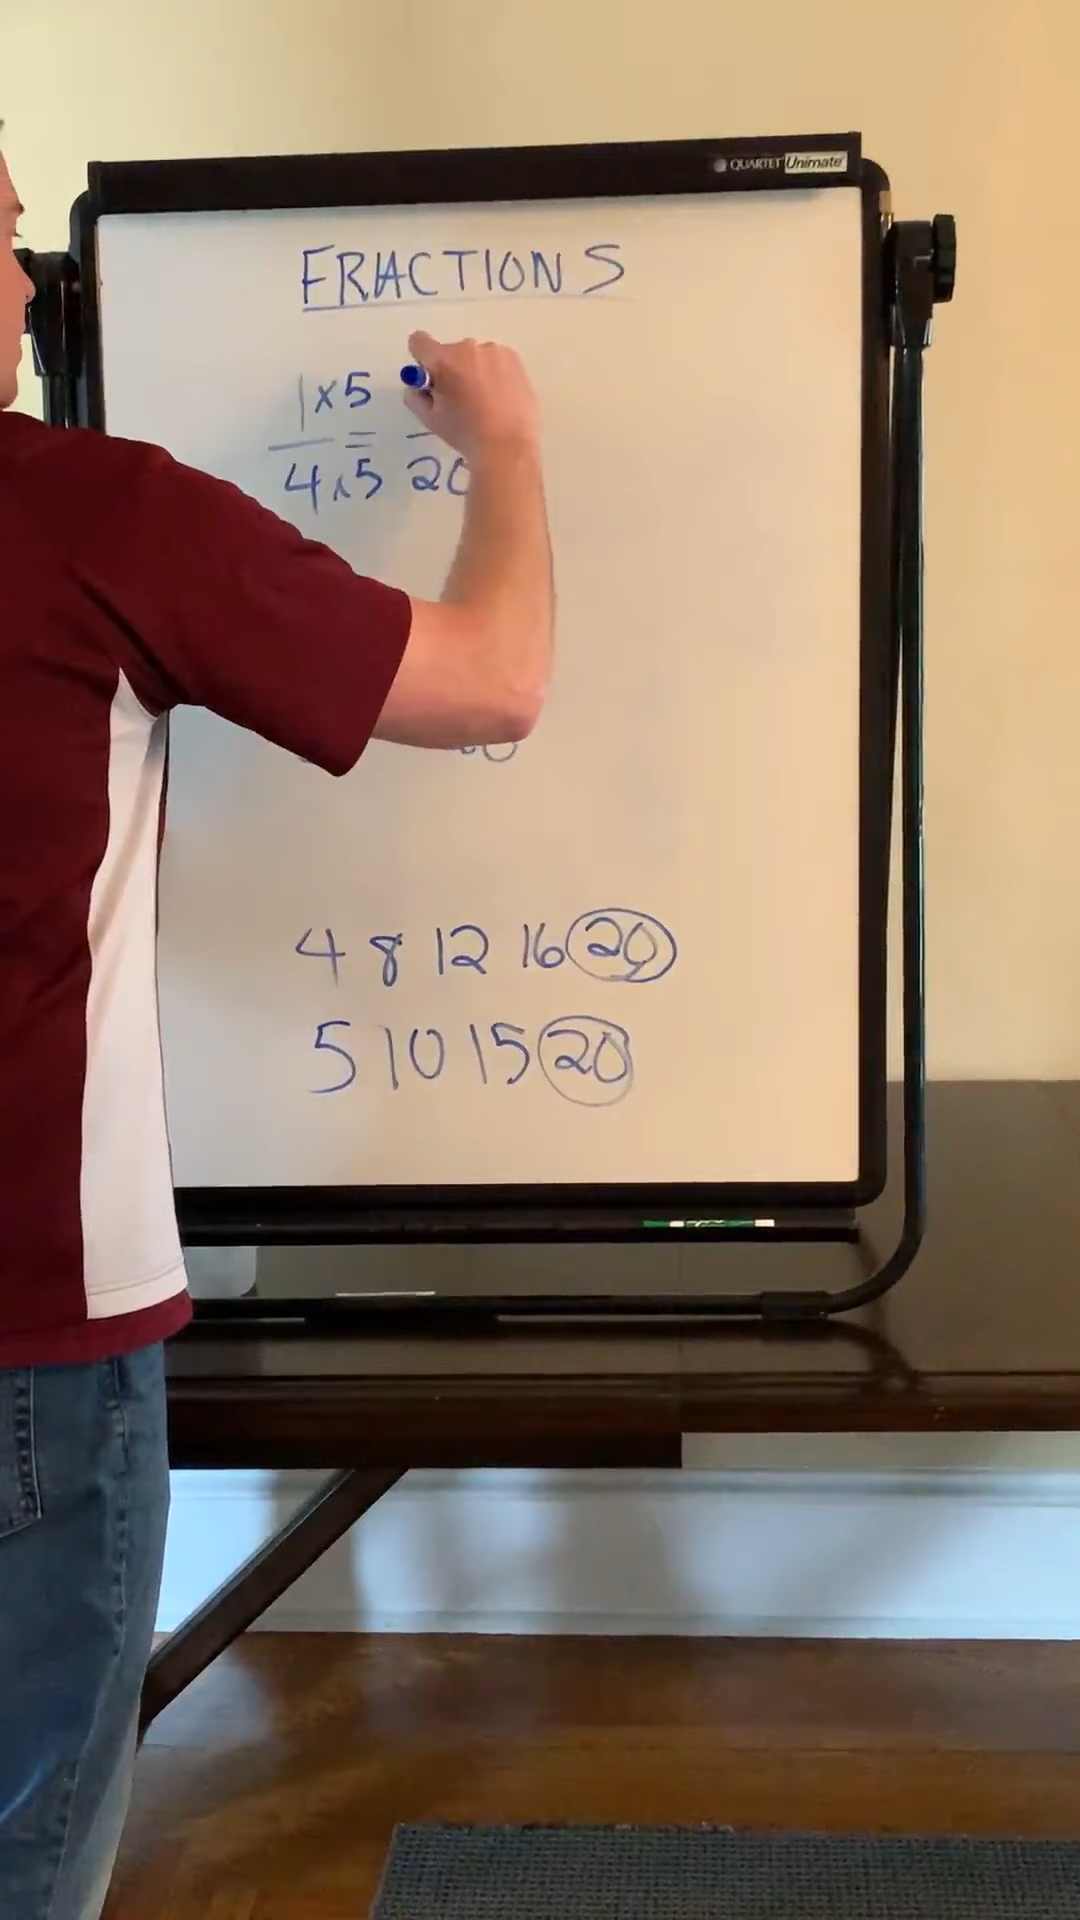 QUARTET Unimate
FRACTIONS
1x5
4x5 = 20
4 8 12 16 20
5 10 15 20